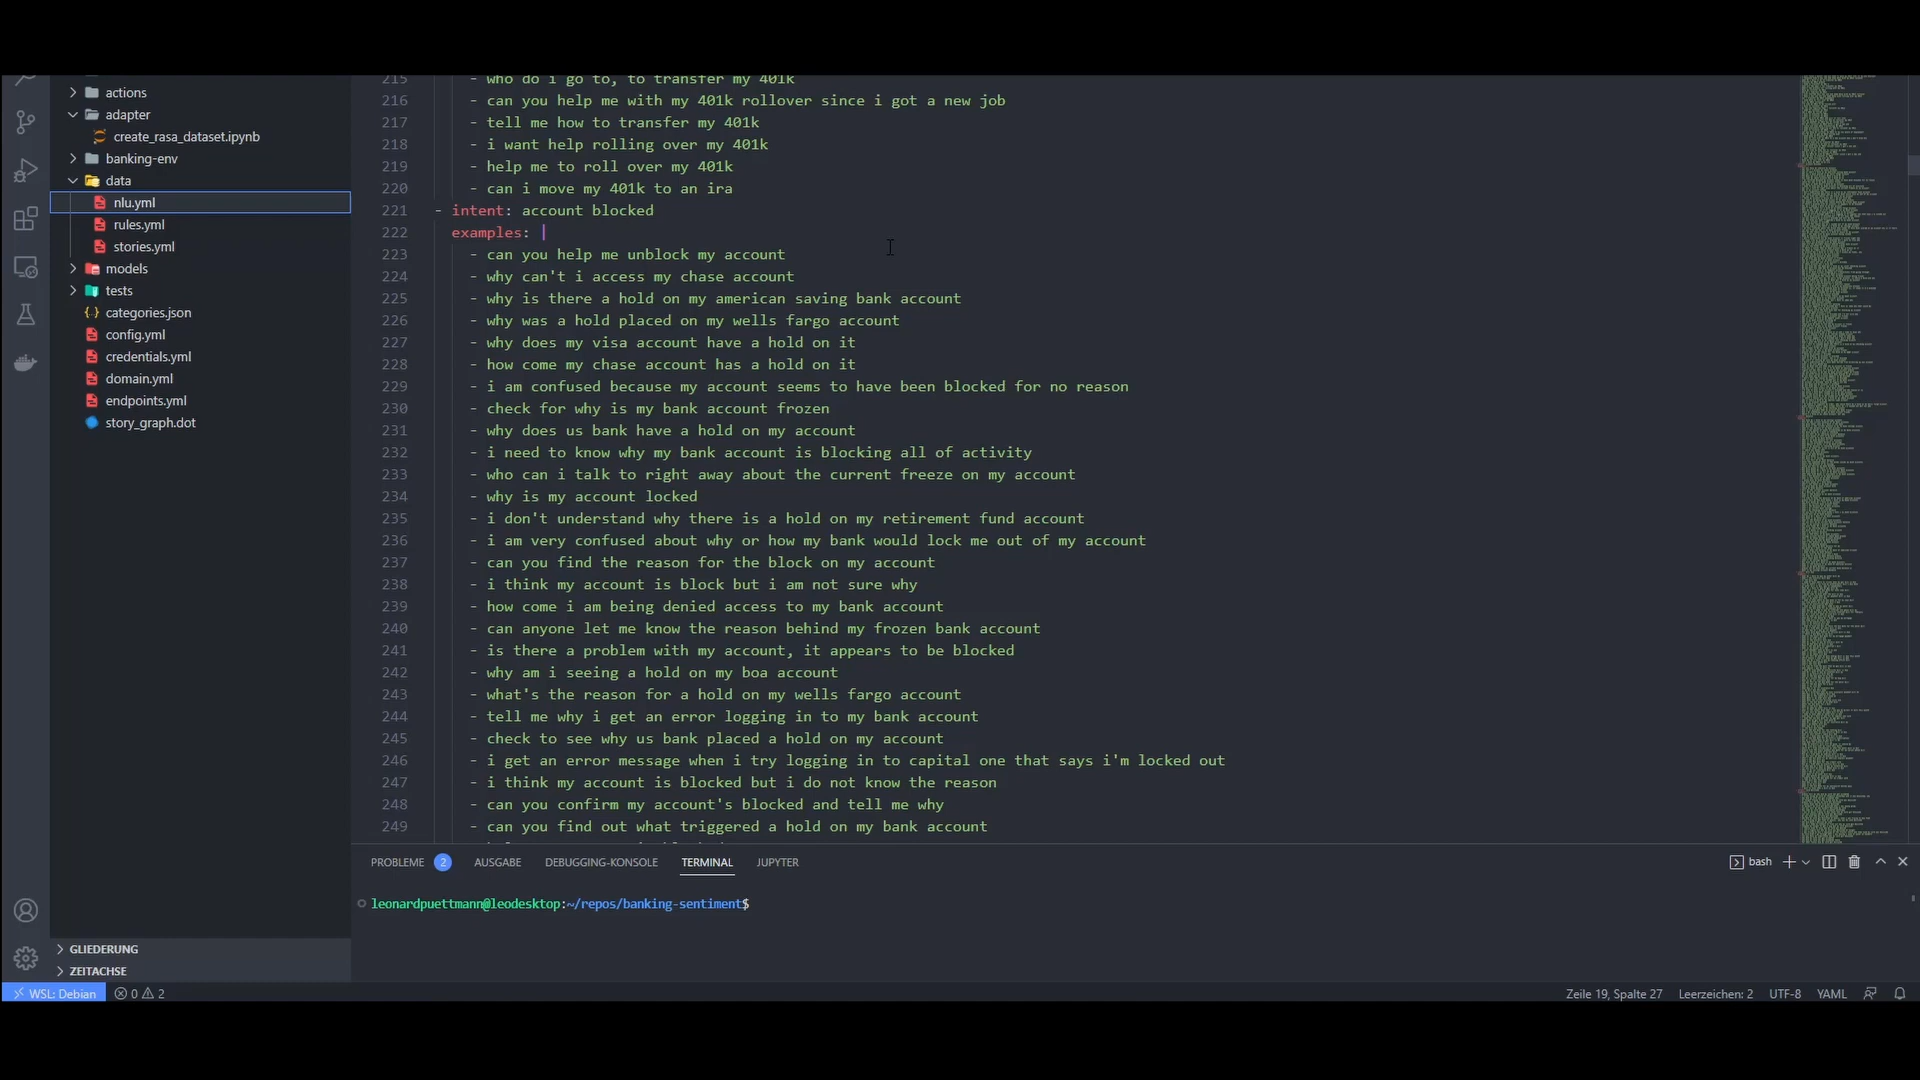 actions
adapter
create_rasa_dataset.ipynb
banking-env
data
nlu.yml
rules.yml
stories.yml
models
tests
categories.json
config.yml
credentials.yml
domain.yml
endpoints.yml
story_graph.dot
GLIEDERUNG
ZEITACHSE
215 - who do i go to, to transfer my 401k
216 - can you help me with my 401k rollover since i got a new job
217 - tell me how to transfer my 401k
218 - i want help rolling over my 401k
219 - help me to roll over my 401k
220 - can i move my 401k to an ira
221 - intent: account blocked
222 examples: |
223 - can you help me unblock my account
224 - why can't i access my chase account
225 - why is there a hold on my american saving bank account
226 - why was a hold placed on my wells fargo account
227 - why does my visa account have a hold on it
228 - how come my chase account has a hold on it
229 - i am confused because my account seems to have been blocked for no reason
230 - check for why is my bank account frozen
231 - why does us bank have a hold on my account
232 - i need to know why my bank account is blocking all of activity
233 - who can i talk to right away about the current freeze on my account
234 - why is my account locked
235 - i don't understand why there is a hold on my retirement fund account
236 - i am very confused about why or how my bank would lock me out of my account
237 - can you find the reason for the block on my account
238 - i think my account is block but i am not sure why
239 - how come i am being denied access to my bank account
240 - can anyone let me know the reason behind my frozen bank account
241 - is there a problem with my account, it appears to be blocked
242 - why am i seeing a hold on my boa account
243 - what's the reason for a hold on my wells fargo account
244 - tell me why i get an error logging in to my bank account
245 - check to see why us bank placed a hold on my account
246 - i get an error message when i try logging in to capital one that says i'm locked out
247 - i think my account is blocked but i do not know the reason
248 - can you confirm my account's blocked and tell me why
249 - can you find out what triggered a hold on my bank account
PROBLEME 2 AUSGABE DEBUGGING-KONSOLE TERMINAL JUPYTER bash
leonardpuettmann@leodesktop:~/repos/banking-sentiment$
WSL: Debian 0 2 Zeile 19, Spalte 27 Leerzeichen: 2 UTF-8 YAML